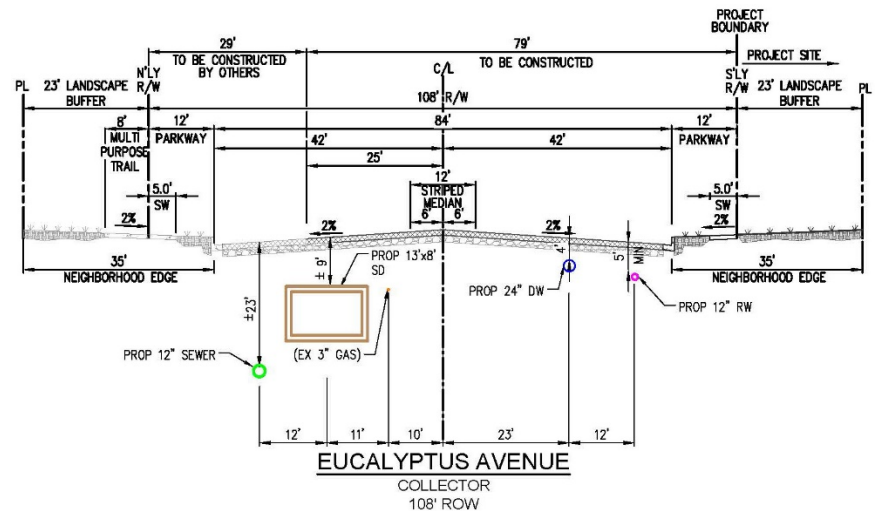 PROJECT
BOUNDARY
PROJECT SITE
29'
TO BE CONSTRUCTED
BY OTHERS
79'
TO BE CONSTRUCTED
C/L
PL
23' LANDSCAPE
BUFFER
N'LY
R/W
S'LY
R/W
23' LANDSCAPE
BUFFER
PL
108' R/W
8'
MULTI
PURPOSE
TRAIL
12'
PARKWAY
84'
12'
PARKWAY
42'
42'
25'
12'
STRIPED
MEDIAN
6'
6'
5.0'
SW
5.0'
SW
2%
2%
2%
2%
35'
NEIGHBORHOOD EDGE
35'
NEIGHBORHOOD EDGE
± 9'
PROP 13'x8'
SD
4'
5'
MIN
±23'
PROP 24" DW
PROP 12" RW
PROP 12" SEWER
(EX 3" GAS)
12'
11'
10'
23'
12'
EUCALYPTUS AVENUE
COLLECTOR
108' ROW